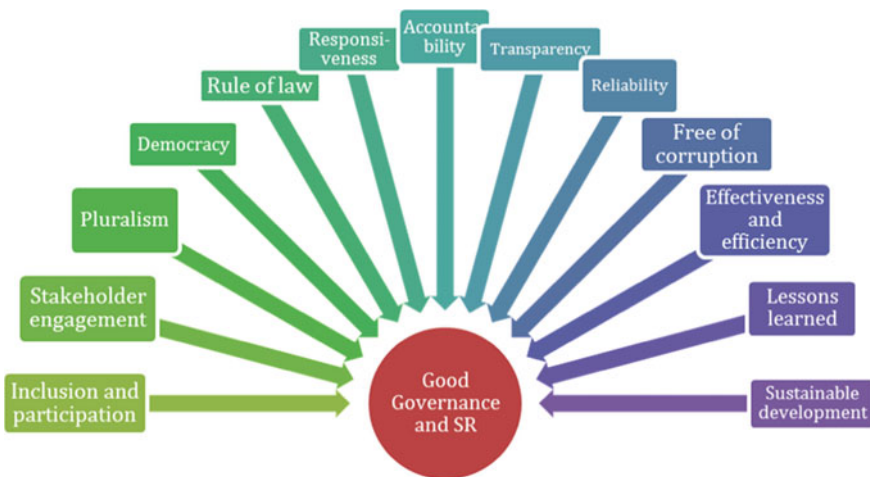 Inclusion and
participation
Stakeholder
engagement
Pluralism
Democracy
Rule of law
Responsi-
veness
Accounta-
bility
Transparency
Reliability
Free of
corruption
Effectiveness
and
efficiency
Lessons
learned
Sustainable
development
Good
Governance
and SR